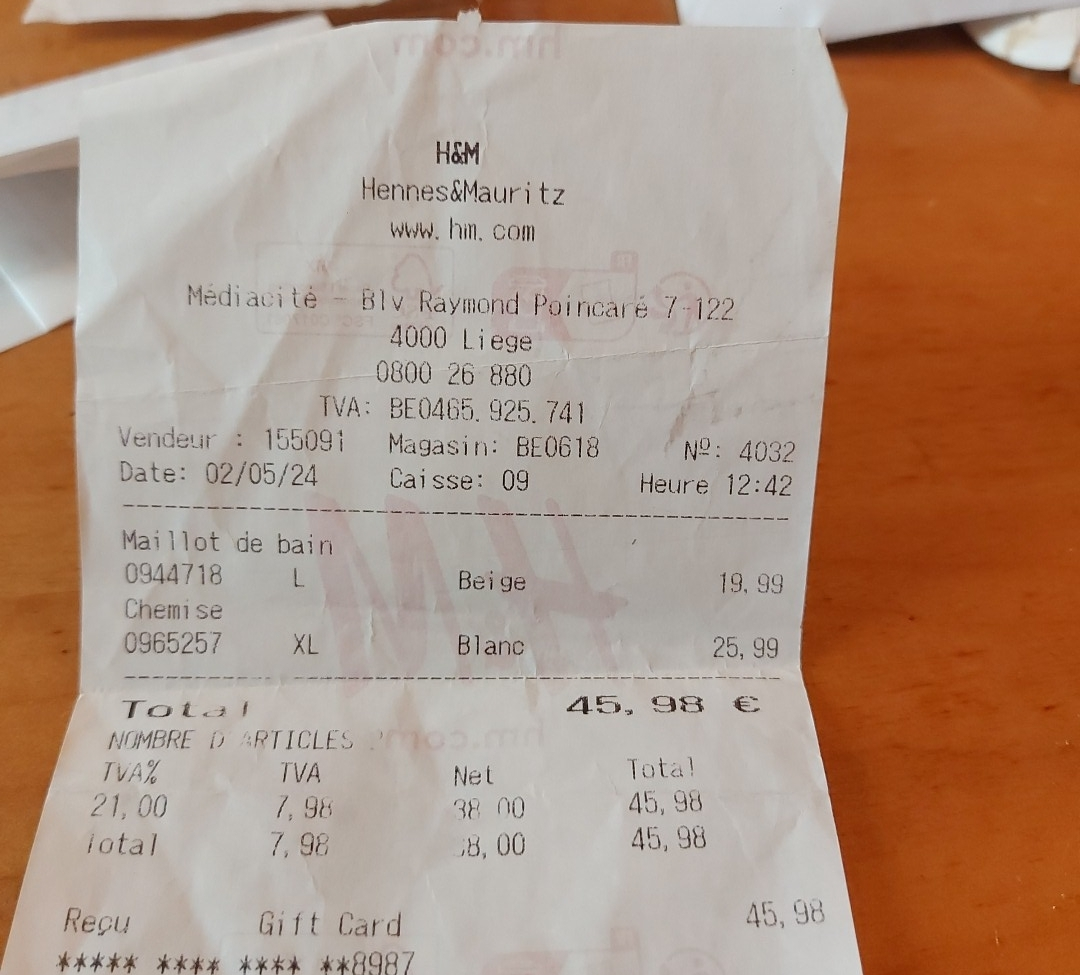 H&M
Hennes&Mauritz
www.hm.com
Médiacité - Blv Raymond Poincaré 7-122
4000 Liege
0800 26 880
TVA: BE0465.925.741
Vendeur : 155091 Magasin: BE0618 Nº: 4032
Date: 02/05/24 Caisse: 09 Heure 12:42
Maillot de bain
0944718 L Beige 19,99
Chemise
0965257 XL Blanc 25,99
Total 45,98 €
NOMBRE D ARTICLES
TVA% TVA Net Total
21,00 7,98 38,00 45,98
Total 7,98 38,00 45,98
Reçu Gift Card 45,98
***** **** **** **8987